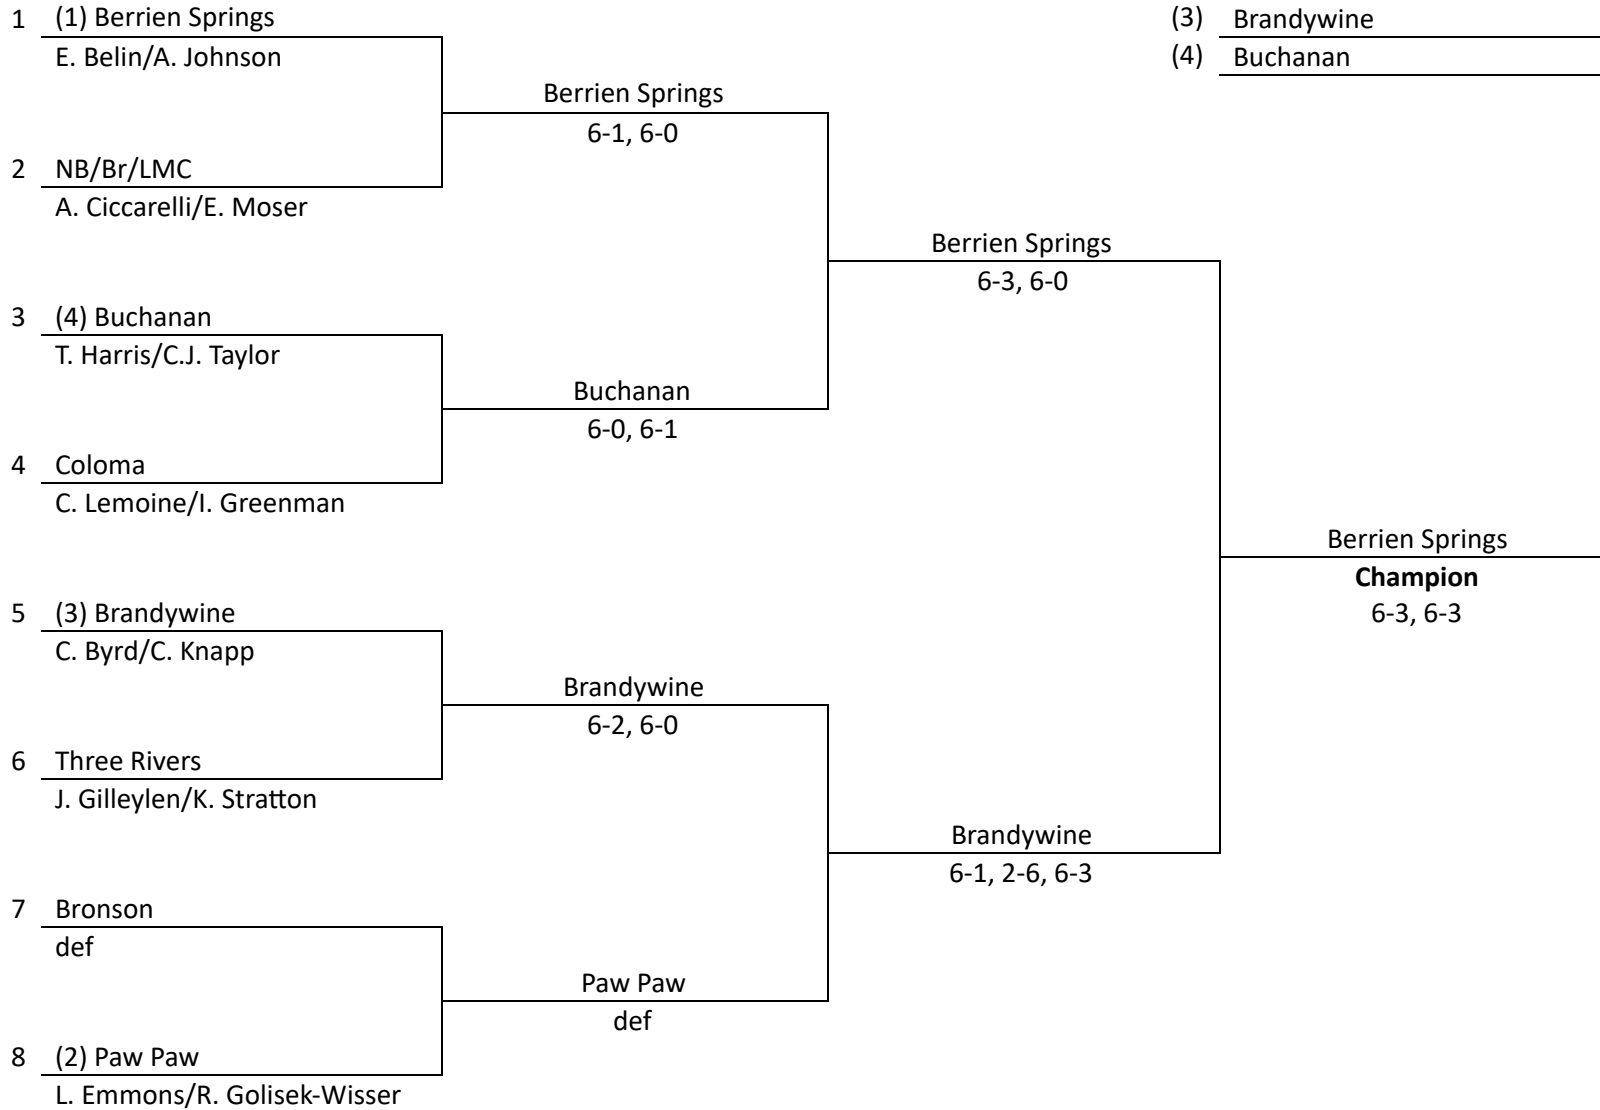 1 (1) Berrien Springs
E. Belin/A. Johnson
(3) Brandywine
(4) Buchanan
Berrien Springs
6-1, 6-0
2 NB/Br/LMC
A. Ciccarelli/E. Moser
Berrien Springs
6-3, 6-0
3 (4) Buchanan
T. Harris/C.J. Taylor
Buchanan
6-0, 6-1
4 Coloma
C. Lemoine/I. Greenman
Berrien Springs
Champion
6-3, 6-3
5 (3) Brandywine
C. Byrd/C. Knapp
Brandywine
6-2, 6-0
6 Three Rivers
J. Gilleylen/K. Stratton
Brandywine
6-1, 2-6, 6-3
7 Bronson
def
Paw Paw
def
8 (2) Paw Paw
L. Emmons/R. Golisek-Wisser